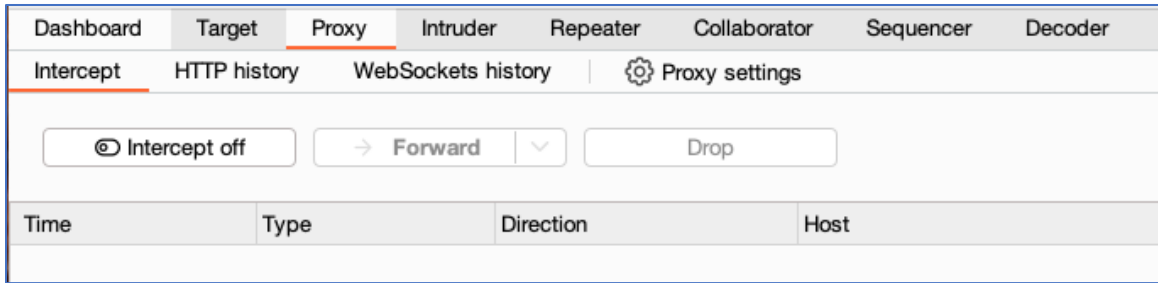 Dashboard Target Proxy Intruder Repeater Collaborator Sequencer Decoder
Intercept HTTP history WebSockets history Proxy settings
Intercept off Forward Drop
Time Type Direction Host